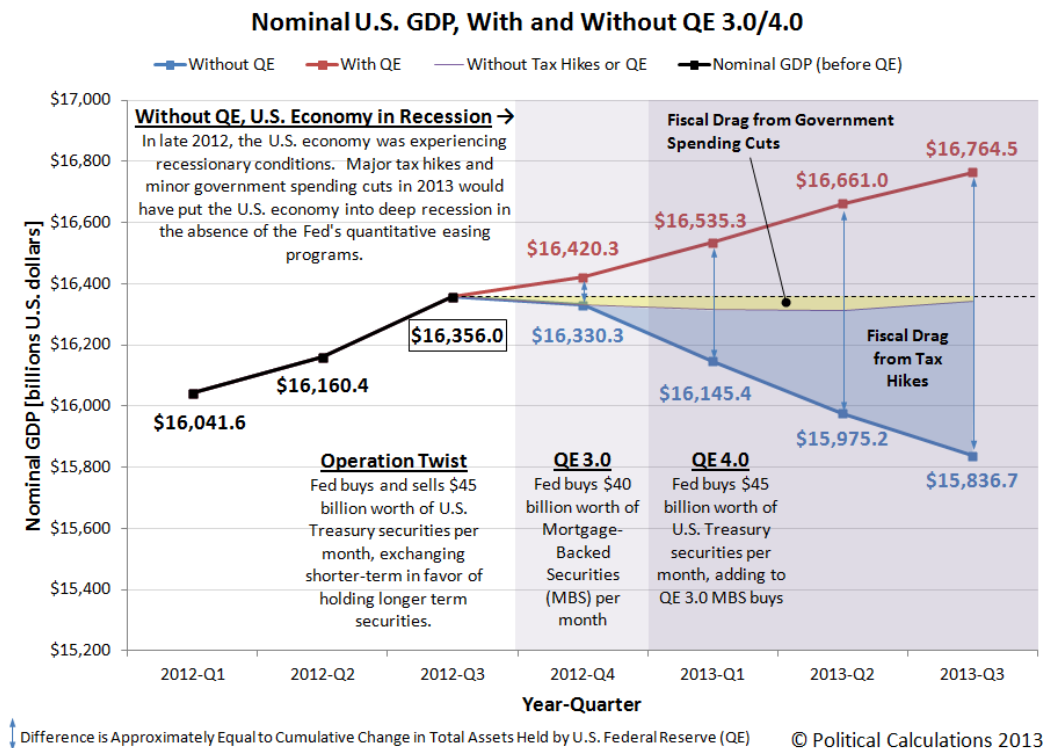 Nominal U.S. GDP, With and Without QE 3.0/4.0
Without QE
With QE
Without Tax Hikes or QE
Nominal GDP (before QE)
Nominal GDP [billions U.S. dollars]
$17,000
$16,800
$16,600
$16,400
$16,200
$16,000
$15,800
$15,600
$15,400
$15,200
Without QE, U.S. Economy in Recession →
In late 2012, the U.S. economy was experiencing
recessionary conditions. Major tax hikes and
minor government spending cuts in 2013 would
have put the U.S. economy into deep recession in
the absence of the Fed's quantitative easing
programs.
Fiscal Drag from Government
Spending Cuts
$16,764.5
$16,661.0
$16,535.3
$16,420.3
$16,356.0
$16,330.3
Fiscal Drag
from Tax
Hikes
$16,160.4
$16,145.4
$16,041.6
$15,975.2
$15,836.7
Operation Twist
Fed buys and sells $45
billion worth of U.S.
Treasury securities per
month, exchanging
shorter-term in favor of
holding longer term
securities.
QE 3.0
Fed buys $40
billion worth of
Mortgage-
Backed
Securities
(MBS) per
month
QE 4.0
Fed buys $45
billion worth of
U.S. Treasury
securities per
month, adding to
QE 3.0 MBS buys
2012-Q1
2012-Q2
2012-Q3
2012-Q4
2013-Q1
2013-Q2
2013-Q3
Year-Quarter
Difference is Approximately Equal to Cumulative Change in Total Assets Held by U.S. Federal Reserve (QE)
© Political Calculations 2013